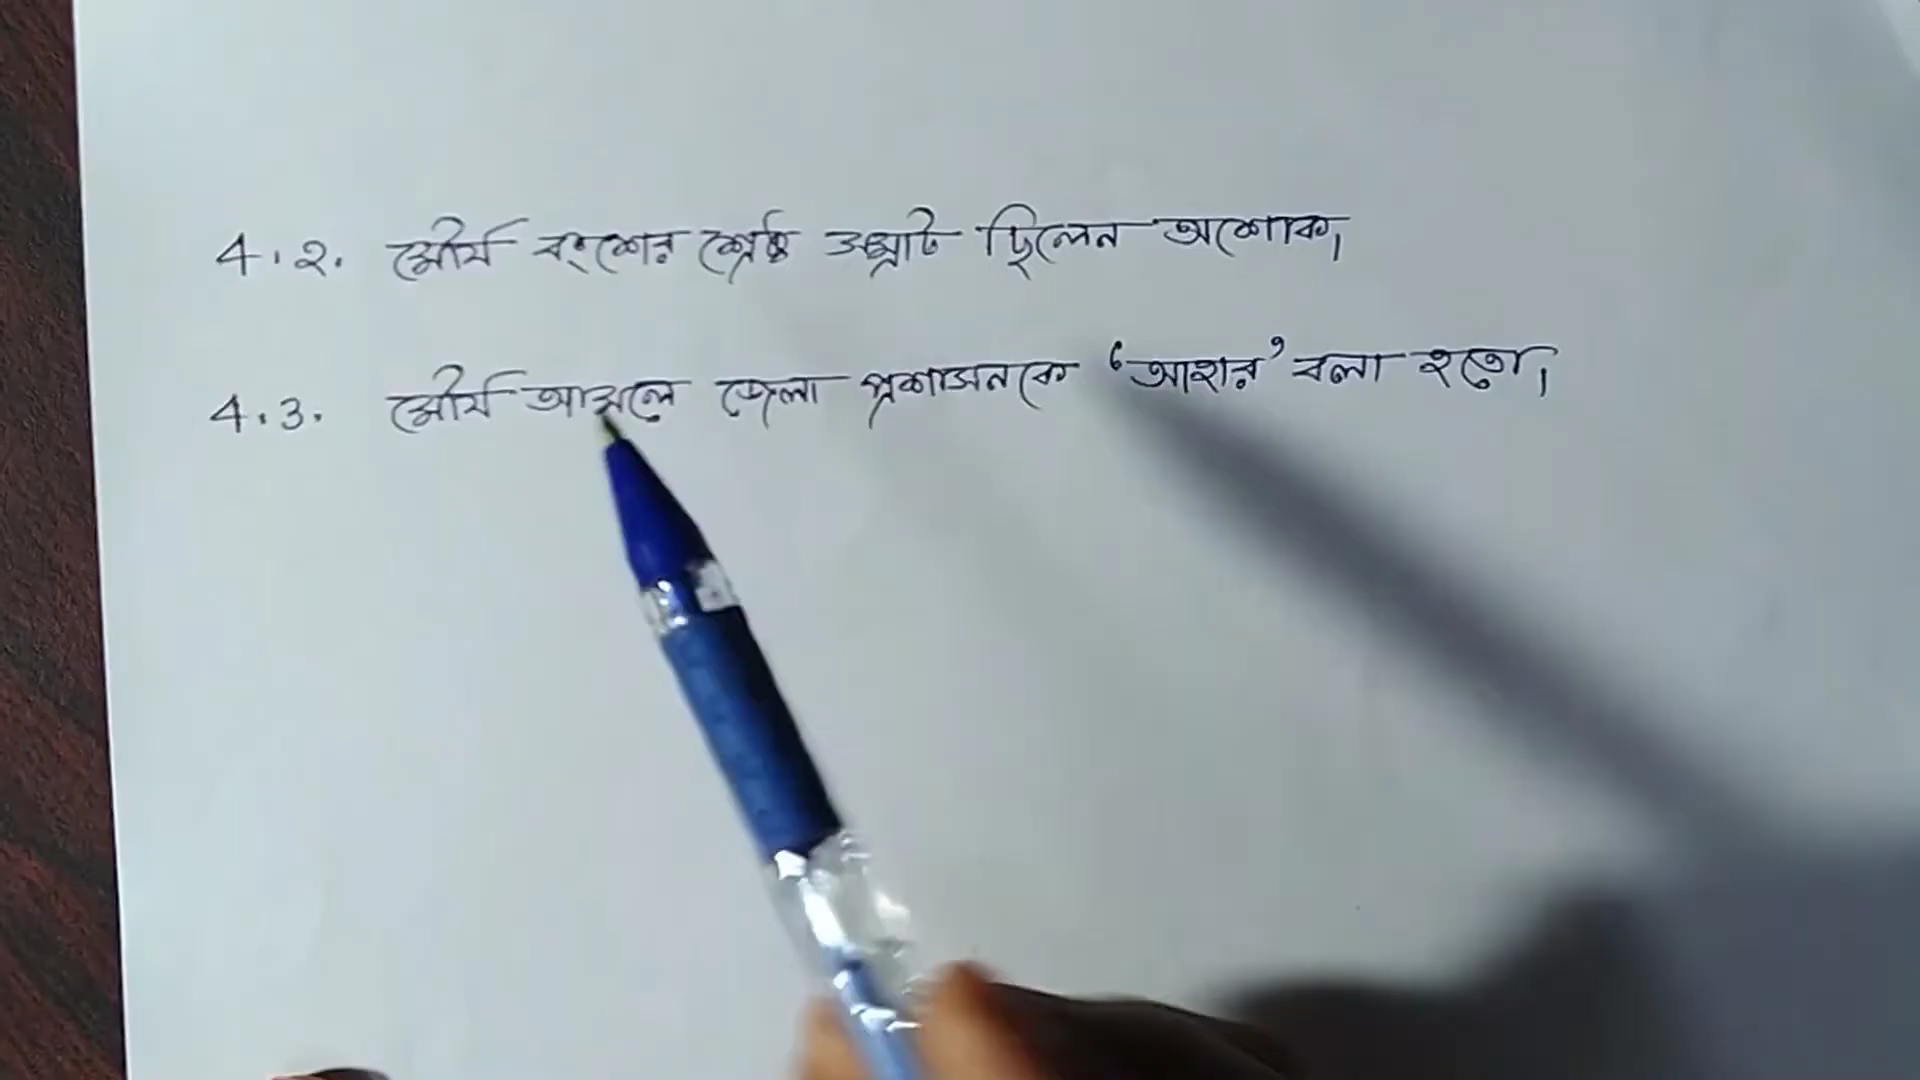 4.২. মৌর্য বংশের শ্রেষ্ঠ সম্রাট ছিলেন অশোক।
4.3. মৌর্য আমলে জেলা প্রশাসনকে ‘আহার’ বলা হতো।